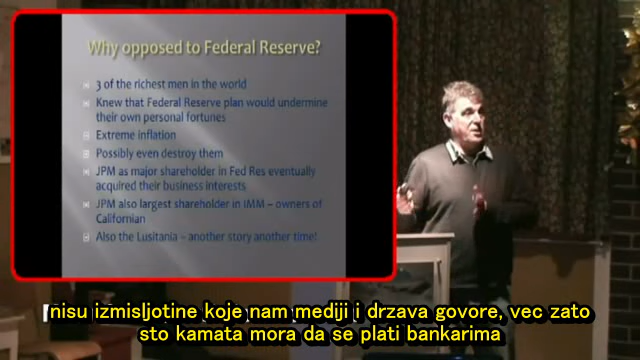 Why opposed to Federal Reserve?
3 of the richest men in the world
Knew that Federal Reserve plan would undermine
their own personal fortunes
Extreme inflation
Possibly even destroy them
JPM as major shareholder in Fed Res eventually
acquired their business interests
JPM also largest shareholder in IMM – owners of
Californian
Also the Lusitania – another story another time!
nisu izmisljotine koje nam mediji i drzava govore, vec zato
sto kamata mora da se plati bankarima